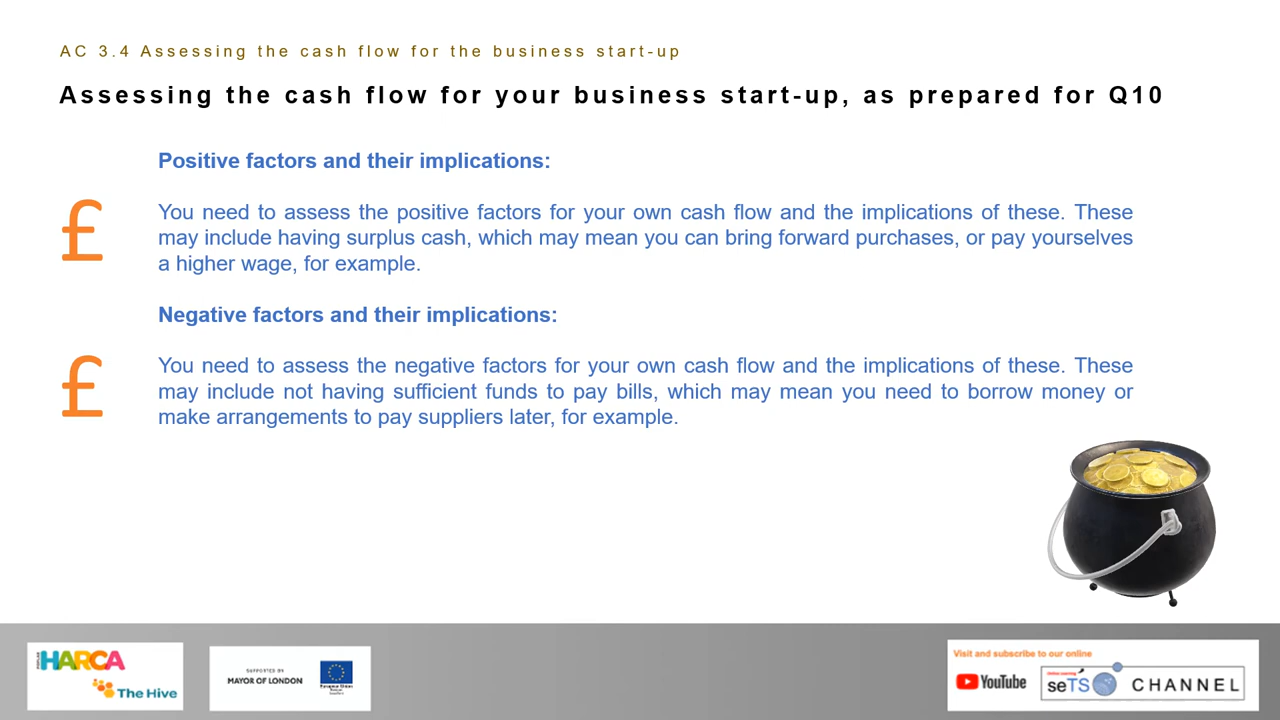 AC 3.4 Assessing the cash flow for the business start-up
Assessing the cash flow for your business start-up, as prepared for Q10
Positive factors and their implications:
£
You need to assess the positive factors for your own cash flow and the implications of these. These
may include having surplus cash, which may mean you can bring forward purchases, or pay yourselves
a higher wage, for example.
Negative factors and their implications:
£
You need to assess the negative factors for your own cash flow and the implications of these. These
may include not having sufficient funds to pay bills, which may mean you need to borrow money or
make arrangements to pay suppliers later, for example.
HARCA
The Hive
SUPPORTED BY
MAYOR OF LONDON
European Union
Visit and subscribe to our online
YouTube
seTS CHANNEL